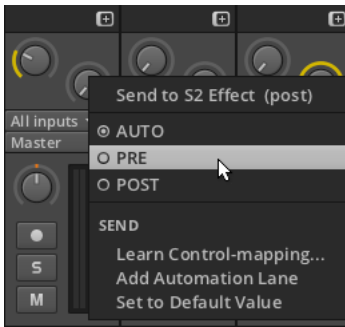 Send to S2 Effect (post)
All inputs
AUTO
Master
PRE
POST
SEND
Learn Control-mapping...
S
Add Automation Lane
M
Set to Default Value